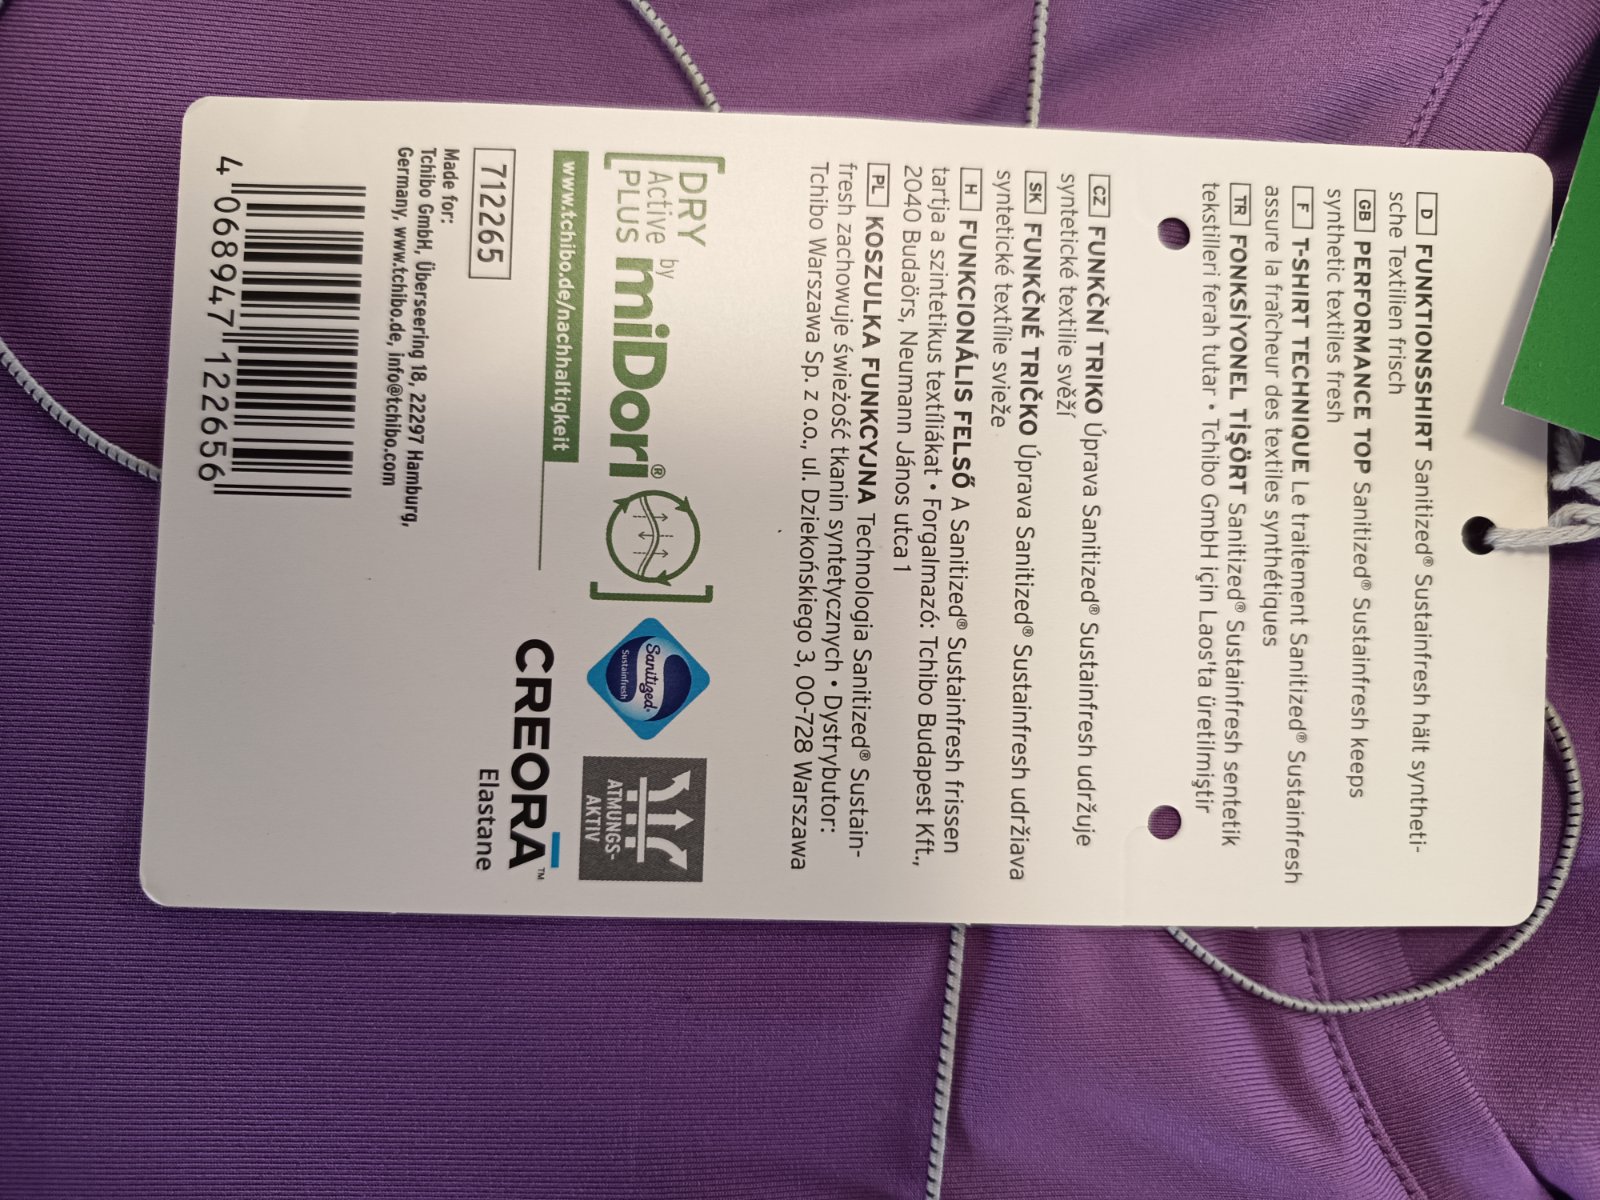 D FUNKTIONSSHIRT Sanitized® Sustainfresh hält syntheti-
sche Textilien frisch
GB PERFORMANCE TOP Sanitized® Sustainfresh keeps
synthetic textiles fresh
F T-SHIRT TECHNIQUE Le traitement Sanitized® Sustainfresh
assure la fraîcheur des textiles synthétiques
TR FONKSİYONEL TİŞÖRT Sanitized® Sustainfresh sentetik
tekstilleri ferah tutar • Tchibo GmbH için Laos'ta üretilmiştir
CZ FUNKČNÍ TRIKO Úprava Sanitized® Sustainfresh udržuje
syntetické textilie svěží
SK FUNKČNÉ TRIČKO Úprava Sanitized® Sustainfresh udržiava
syntetické textílie svieže
H FUNKCIONÁLIS FELSŐ A Sanitized® Sustainfresh frissen
tartja a szintetikus textíliákat • Forgalmazó: Tchibo Budapest Kft.,
2040 Budaörs, Neumann János utca 1
PL KOSZULKA FUNKCYJNA Technologia Sanitized® Sustain-
fresh zachowuje świeżość tkanin syntetycznych • Dystrybutor:
Tchibo Warszawa Sp. z o.o., ul. Dziekońskiego 3, 00-728 Warszawa
DRY
Active by
PLUS miDori®
www.tchibo.de/nachhaltigkeit
Sanitized®
Sustainfresh
ATMUNGS-
AKTIV
CREORA™
Elastane
712265
Made for:
Tchibo GmbH, Überseering 18, 22297 Hamburg,
Germany, www.tchibo.de, info@tchibo.com
4 068947 122656